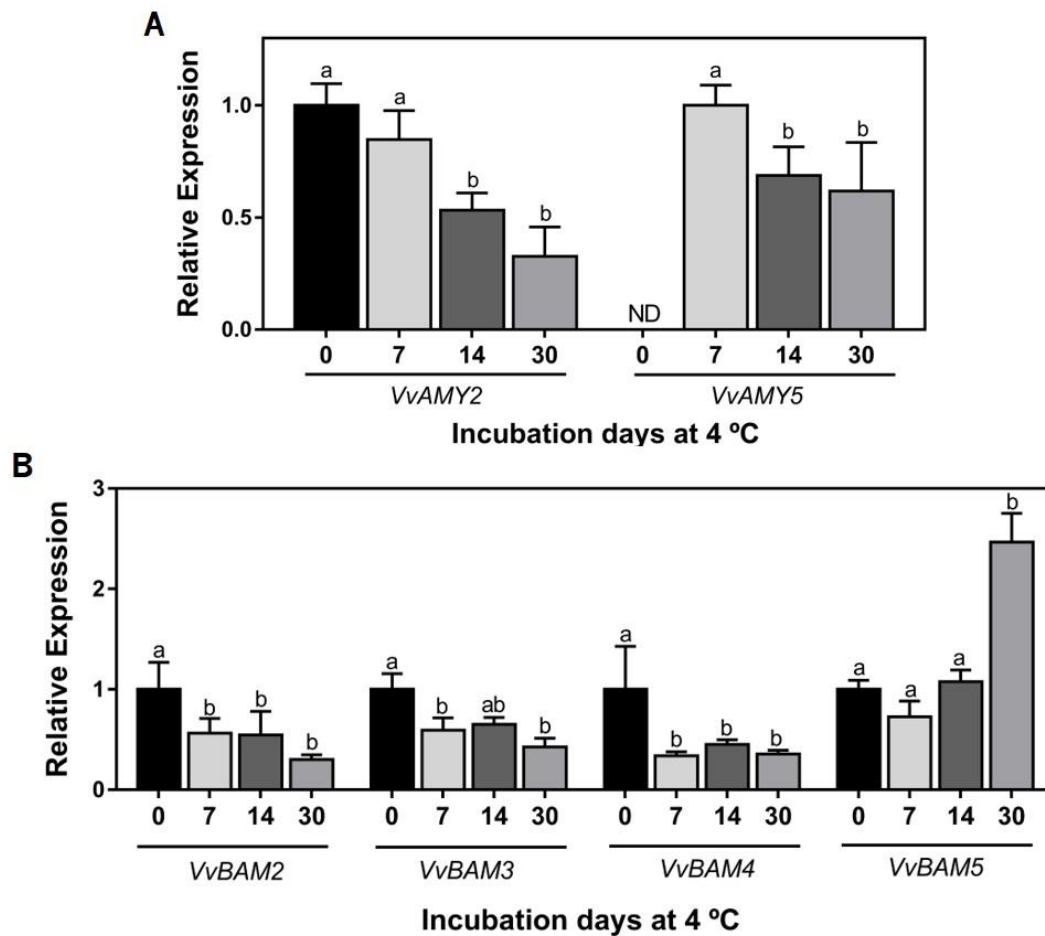 A
Relative Expression
1.0
0.5
0.0
a
a
b
b
ND
a
b
b
0 7 14 30 0 7 14 30
VvAMY2 VvAMY5
Incubation days at 4 ºC
B
Relative Expression
3
2
1
0
a
b
b
b
a
b
ab
b
a
b
b
b
a
a
a
b
0 7 14 30 0 7 14 30 0 7 14 30 0 7 14 30
VvBAM2 VvBAM3 VvBAM4 VvBAM5
Incubation days at 4 ºC